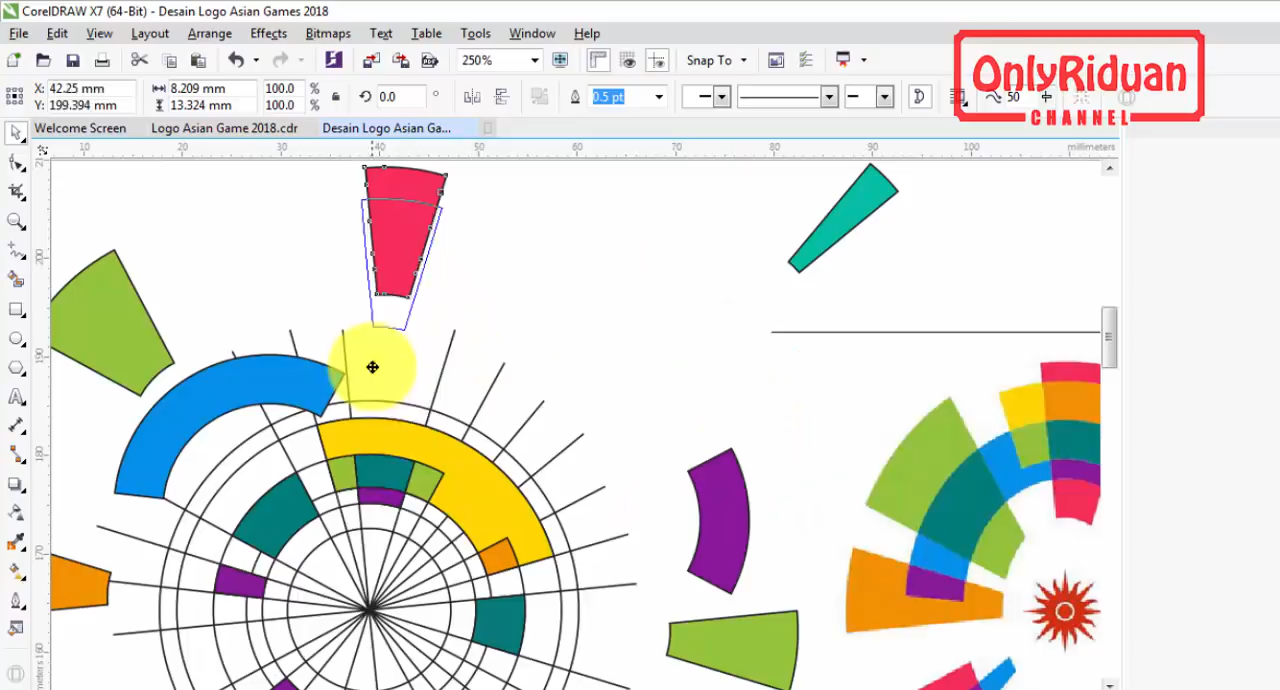 CorelDRAW X7 (64-Bit) - Desain Logo Asian Games 2018
File Edit View Layout Arrange Effects Bitmaps Text Table Tools Window Help
250% Snap To
X: 42.25 mm 8.209 mm 100.0 % 0.0 ° 0.5 pt 50
Y: 199.394 mm 13.324 mm 100.0 %
OnlyRiduan
CHANNEL
Welcome Screen Logo Asian Game 2018.cdr Desain Logo Asian Ga...
10 20 30 40 50 60 70 80 90 100 millimeters
200
190
180
170
160